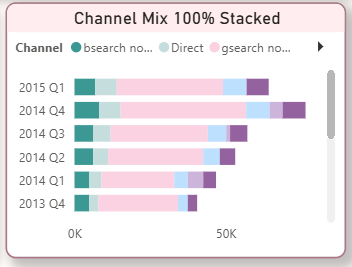 Channel Mix 100% Stacked
Channel bsearch no... Direct gsearch no...
2015 Q1
2014 Q4
2014 Q3
2014 Q2
2014 Q1
2013 Q4
0K 50K